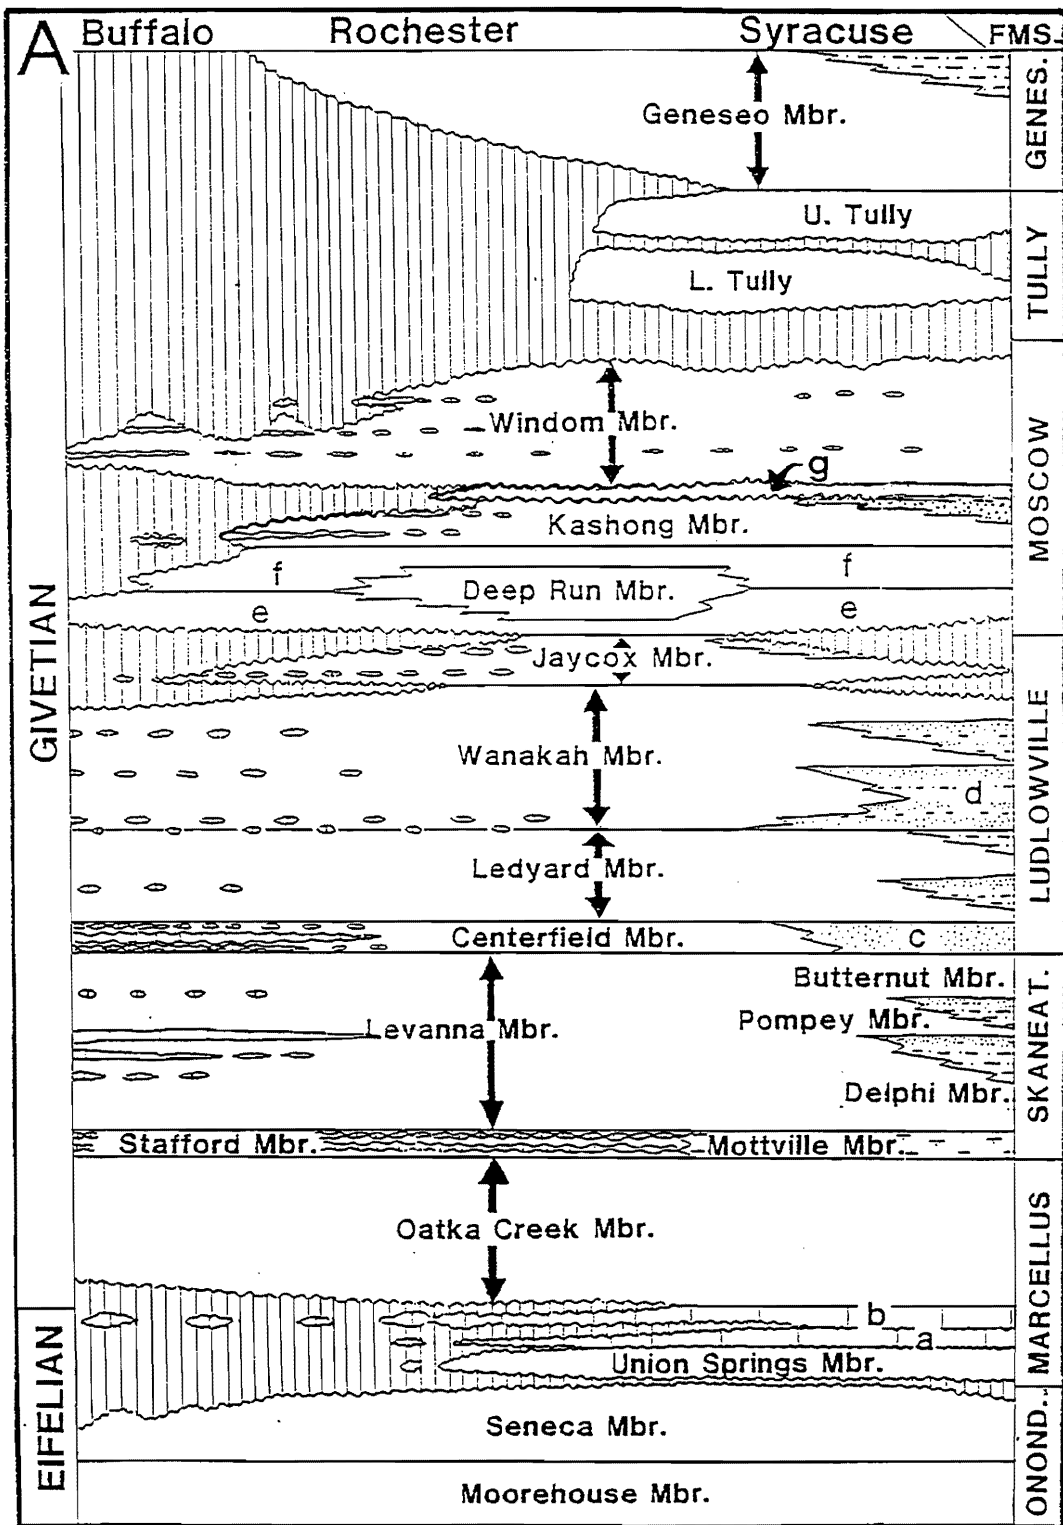 A
Buffalo Rochester Syracuse FMS.
Geneseo Mbr.
U. Tully
L. Tully
Windom Mbr.
g
Kashong Mbr.
f f
Deep Run Mbr.
e e
Jaycox Mbr.
Wanakah Mbr.
d
Ledyard Mbr.
Centerfield Mbr. c
Butternut Mbr.
Pompey Mbr.
Levanna Mbr.
Delphi Mbr.
Stafford Mbr. Mottville Mbr.
Oatka Creek Mbr.
b
a
Union Springs Mbr.
Seneca Mbr.
Moorehouse Mbr.
GIVETIAN
EIFELIAN
GENES.
TULLY
MOSCOW
LUDLOWVILLE
SKANEAT.
MARCELLUS
ONOND.